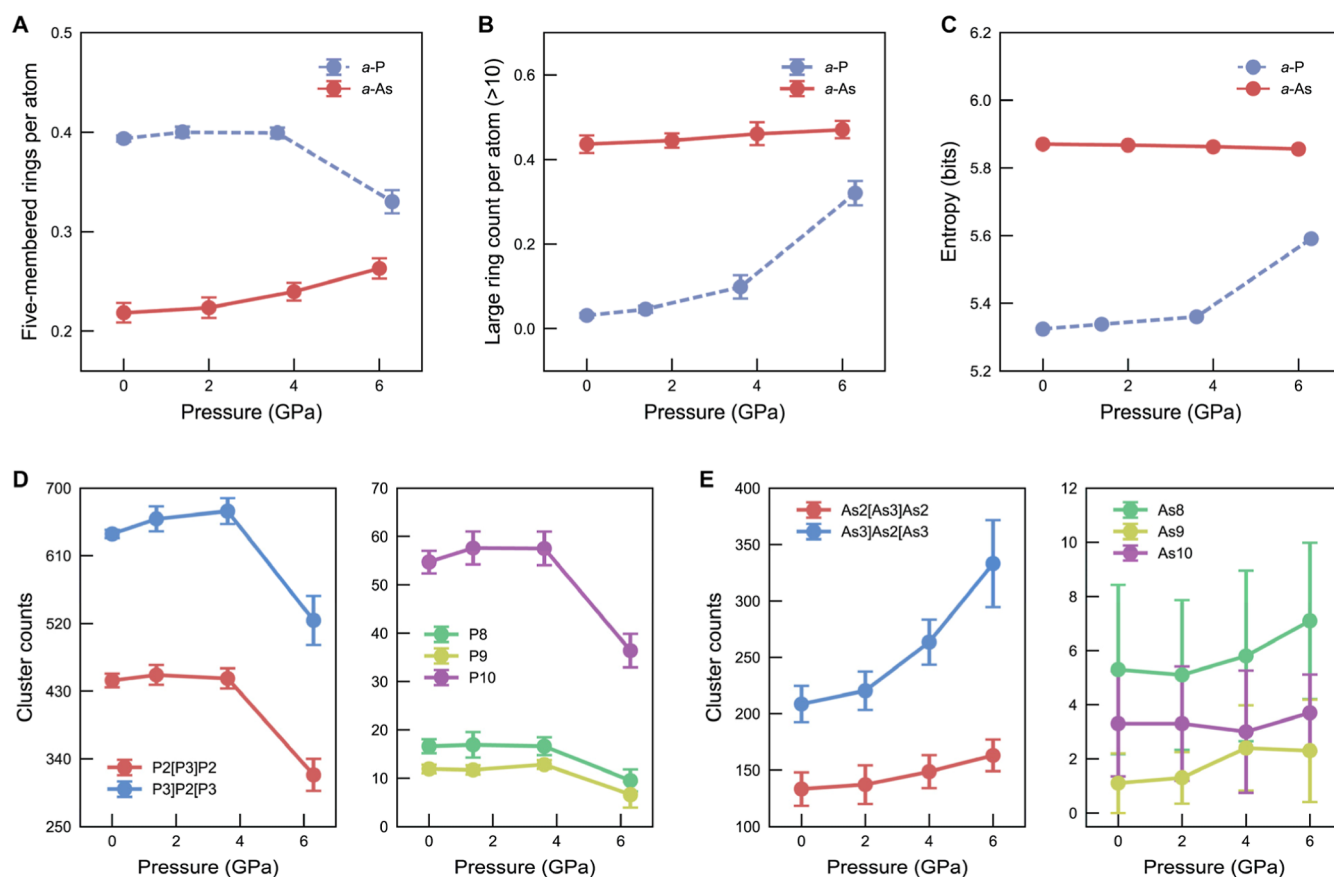 A
Five-membered rings per atom
0.5
0.4
0.3
0.2
a-P
a-As
0
2
4
6
Pressure (GPa)
B
Large ring count per atom (>10)
0.6
0.4
0.2
0.0
a-P
a-As
0
2
4
6
Pressure (GPa)
C
Entropy (bits)
6.2
6.0
5.8
5.6
5.4
5.2
a-P
a-As
0
2
4
6
Pressure (GPa)
D
Cluster counts
700
610
520
430
340
250
P2[P3]P2
P3]P2[P3
0
2
4
6
Pressure (GPa)
70
60
50
40
30
20
10
0
P8
P9
P10
0
2
4
6
Pressure (GPa)
E
Cluster counts
400
350
300
250
200
150
100
As2[As3]As2
As3]As2[As3
0
2
4
6
Pressure (GPa)
12
10
8
6
4
2
0
As8
As9
As10
0
2
4
6
Pressure (GPa)